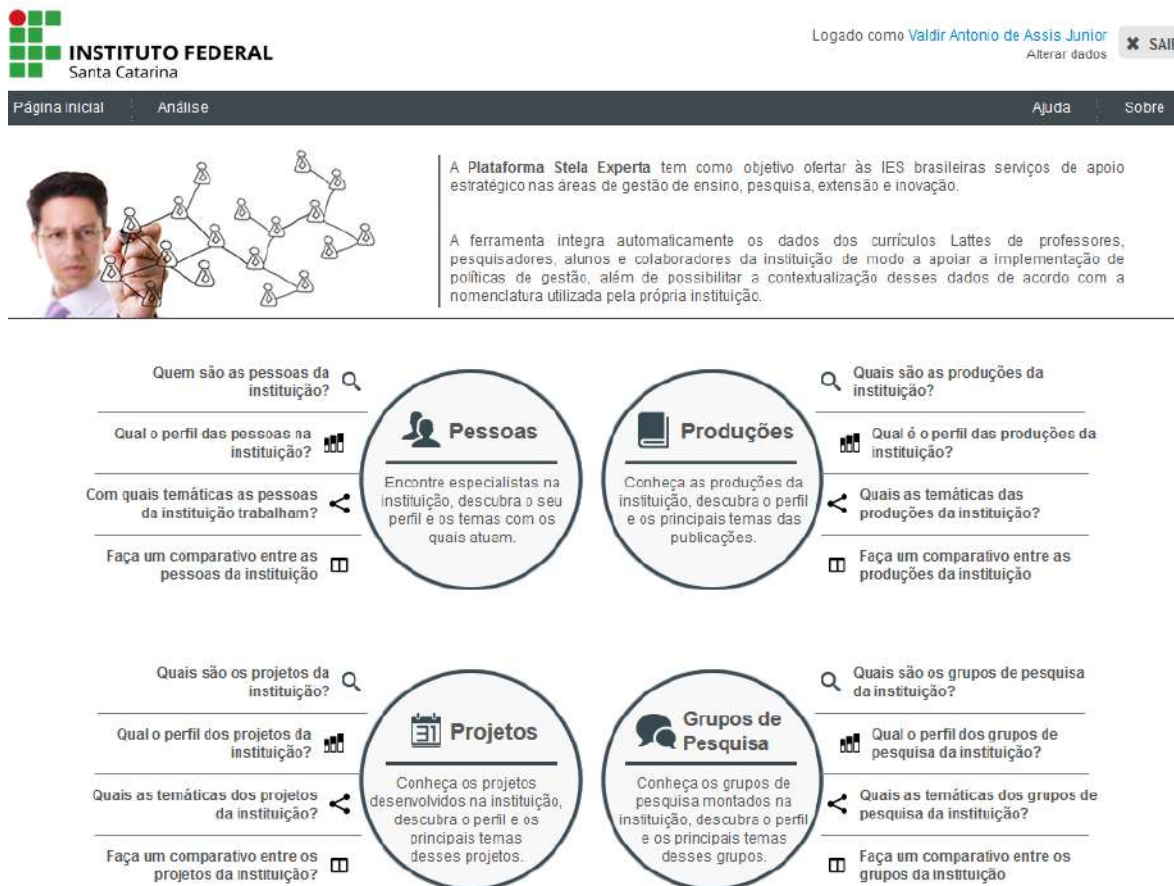 INSTITUTO FEDERAL
Santa Catarina
Logado como Valdir Antonio de Assis Junior
Alterar dados
✖ SAIR
Página inicial
Análise
Ajuda
Sobre
A Plataforma Stela Experta tem como objetivo ofertar às IES brasileiras serviços de apoio
estratégico nas áreas de gestão de ensino, pesquisa, extensão e inovação.
A ferramenta integra automaticamente os dados dos currículos Lattes de professores,
pesquisadores, alunos e colaboradores da instituição de modo a apoiar a implementação de
políticas de gestão, além de possibilitar a contextualização desses dados de acordo com a
nomenclatura utilizada pela própria instituição.
Quem são as pessoas da
instituição?
Qual o perfil das pessoas na
instituição?
Com quais temáticas as pessoas
da instituição trabalham?
Faça um comparativo entre as
pessoas da instituição
Pessoas
Encontre especialistas na
instituição, descubra o seu
perfil e os temas com os
quais atuam.
Produções
Conheça as produções da
instituição, descubra o perfil
e os principais temas das
publicações.
Quais são as produções da
instituição?
Qual é o perfil das produções da
instituição?
Quais as temáticas das
produções da instituição?
Faça um comparativo entre as
produções da instituição
Quais são os projetos da
instituição?
Qual o perfil dos projetos da
instituição?
Quais as temáticas dos projetos
da instituição?
Faça um comparativo entre os
projetos da instituição?
31
Projetos
Conheça os projetos
desenvolvidos na instituição,
descubra o perfil e os
principais temas
desses projetos.
Grupos de
Pesquisa
Conheça os grupos de
pesquisa montados na
instituição, descubra o perfil
e os principais temas
desses grupos.
Quais são os grupos de pesquisa
da instituição?
Qual o perfil dos grupos de
pesquisa da instituição?
Quais as temáticas dos grupos de
pesquisa da instituição?
Faça um comparativo entre os
grupos da instituição